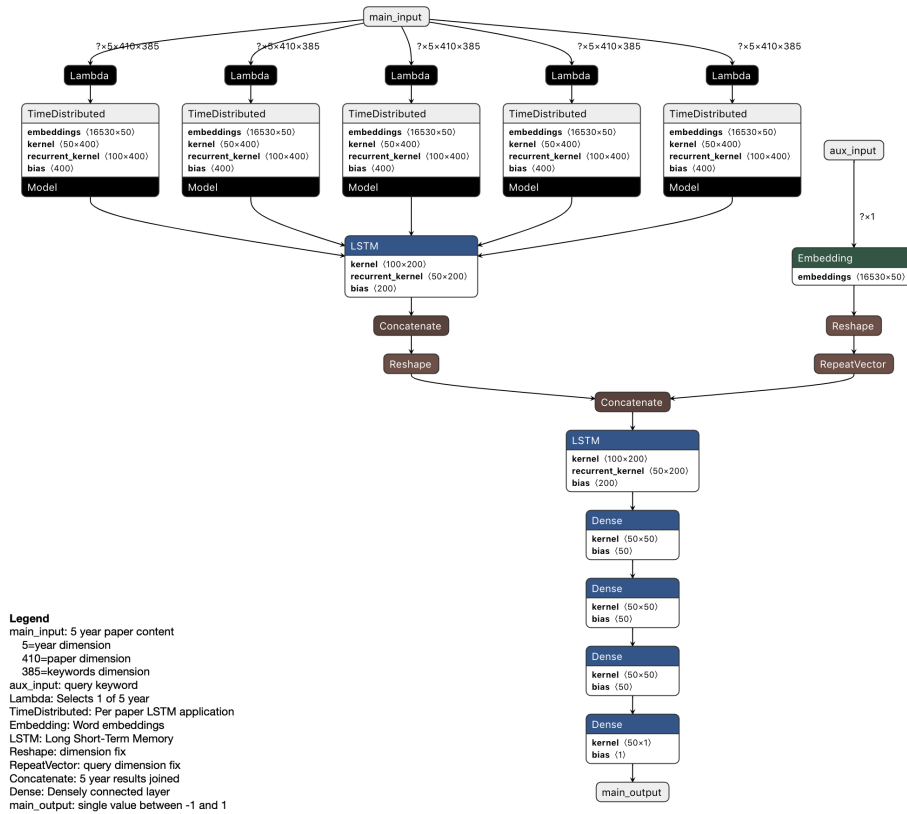 main_input
?×5×410×385
?×5×410×385
?×5×410×385
?×5×410×385
?×5×410×385
Lambda
Lambda
Lambda
Lambda
Lambda
TimeDistributed
embeddings ⟨16530×50⟩
kernel ⟨50×400⟩
recurrent_kernel ⟨100×400⟩
bias ⟨400⟩
Model
TimeDistributed
embeddings ⟨16530×50⟩
kernel ⟨50×400⟩
recurrent_kernel ⟨100×400⟩
bias ⟨400⟩
Model
TimeDistributed
embeddings ⟨16530×50⟩
kernel ⟨50×400⟩
recurrent_kernel ⟨100×400⟩
bias ⟨400⟩
Model
TimeDistributed
embeddings ⟨16530×50⟩
kernel ⟨50×400⟩
recurrent_kernel ⟨100×400⟩
bias ⟨400⟩
Model
TimeDistributed
embeddings ⟨16530×50⟩
kernel ⟨50×400⟩
recurrent_kernel ⟨100×400⟩
bias ⟨400⟩
Model
aux_input
?×1
LSTM
kernel ⟨100×200⟩
recurrent_kernel ⟨50×200⟩
bias ⟨200⟩
Embedding
embeddings ⟨16530×50⟩
Concatenate
Reshape
Reshape
RepeatVector
Concatenate
LSTM
kernel ⟨100×200⟩
recurrent_kernel ⟨50×200⟩
bias ⟨200⟩
Dense
kernel ⟨50×50⟩
bias ⟨50⟩
Dense
kernel ⟨50×50⟩
bias ⟨50⟩
Dense
kernel ⟨50×50⟩
bias ⟨50⟩
Dense
kernel ⟨50×1⟩
bias ⟨1⟩
main_output
Legend
main_input: 5 year paper content
5=year dimension
410=paper dimension
385=keywords dimension
aux_input: query keyword
Lambda: Selects 1 of 5 year
TimeDistributed: Per paper LSTM application
Embedding: Word embeddings
LSTM: Long Short-Term Memory
Reshape: dimension fix
RepeatVector: query dimension fix
Concatenate: 5 year results joined
Dense: Densely connected layer
main_output: single value between -1 and 1